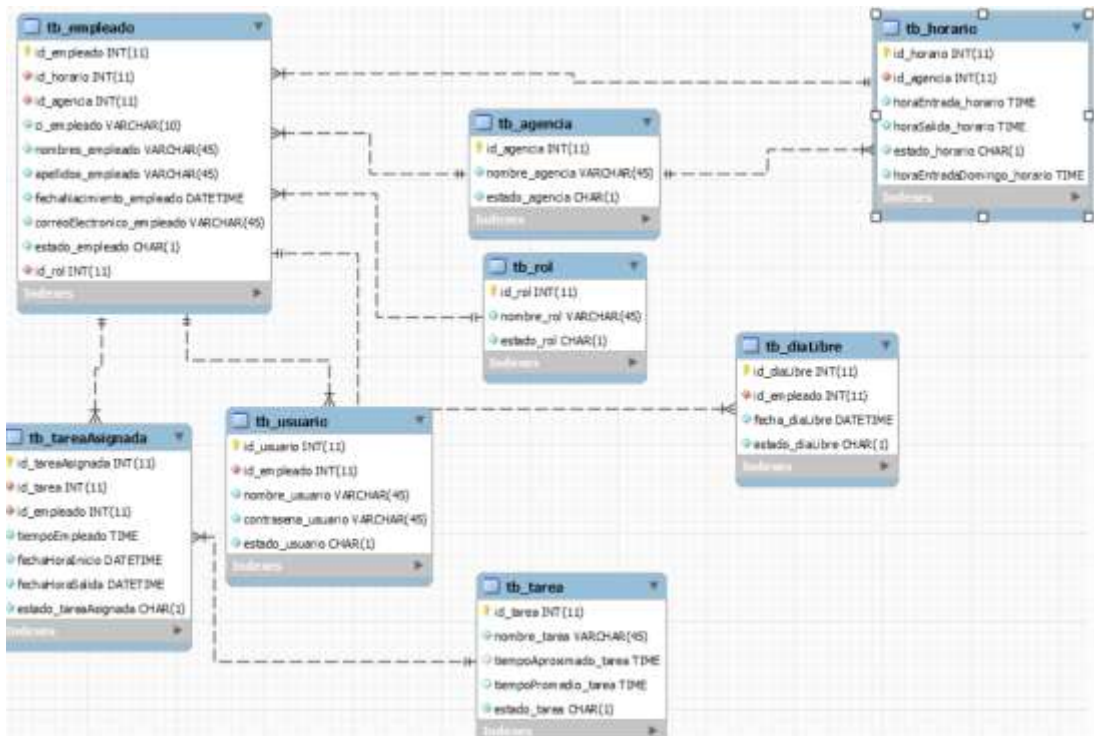 tb_empleado
id_empleado INT(11)
id_horario INT(11)
id_agencia INT(11)
ci_empleado VARCHAR(10)
nombres_empleado VARCHAR(45)
apellidos_empleado VARCHAR(45)
fechaNacimiento_empleado DATETIME
correoElectronico_empleado VARCHAR(45)
estado_empleado CHAR(1)
id_rol INT(11)
Indexes
tb_horario
id_horario INT(11)
id_agencia INT(11)
horaEntrada_horario TIME
horaSalida_horario TIME
estado_horario CHAR(1)
horaEntradaDomingo_horario TIME
Indexes
tb_agencia
id_agencia INT(11)
nombre_agencia VARCHAR(45)
estado_agencia CHAR(1)
Indexes
tb_rol
id_rol INT(11)
nombre_rol VARCHAR(45)
estado_rol CHAR(1)
Indexes
tb_diaLibre
id_diaLibre INT(11)
id_empleado INT(11)
fecha_diaLibre DATETIME
estado_diaLibre CHAR(1)
Indexes
tb_tareaAsignada
id_tareaAsignada INT(11)
id_tarea INT(11)
id_empleado INT(11)
tiempoEmpleado TIME
fechaHoraInicio DATETIME
fechaHoraSalida DATETIME
estado_tareaAsignada CHAR(1)
Indexes
tb_usuario
id_usuario INT(11)
id_empleado INT(11)
nombre_usuario VARCHAR(45)
contrasena_usuario VARCHAR(45)
estado_usuario CHAR(1)
Indexes
tb_tarea
id_tarea INT(11)
nombre_tarea VARCHAR(45)
tiempoAproximado_tarea TIME
tiempoPromedio_tarea TIME
estado_tarea CHAR(1)
Indexes